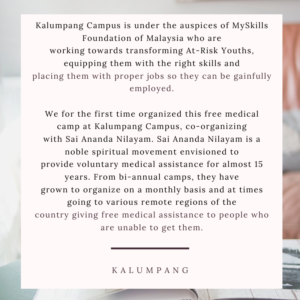 Kalumpang Campus is under the auspices of MySkills
Foundation of Malaysia who are
working towards transforming At-Risk Youths,
equipping them with the right skills and
placing them with proper jobs so they can be gainfully
employed.
We for the first time organized this free medical
camp at Kalumpang Campus, co-organizing
with Sai Ananda Nilayam. Sai Ananda Nilayam is a
noble spiritual movement envisioned to
provide voluntary medical assistance for almost 15
years. From bi-annual camps, they have
grown to organize on a monthly basis and at times
going to various remote regions of the
country giving free medical assistance to people who
are unable to get them.
KALUMPANG